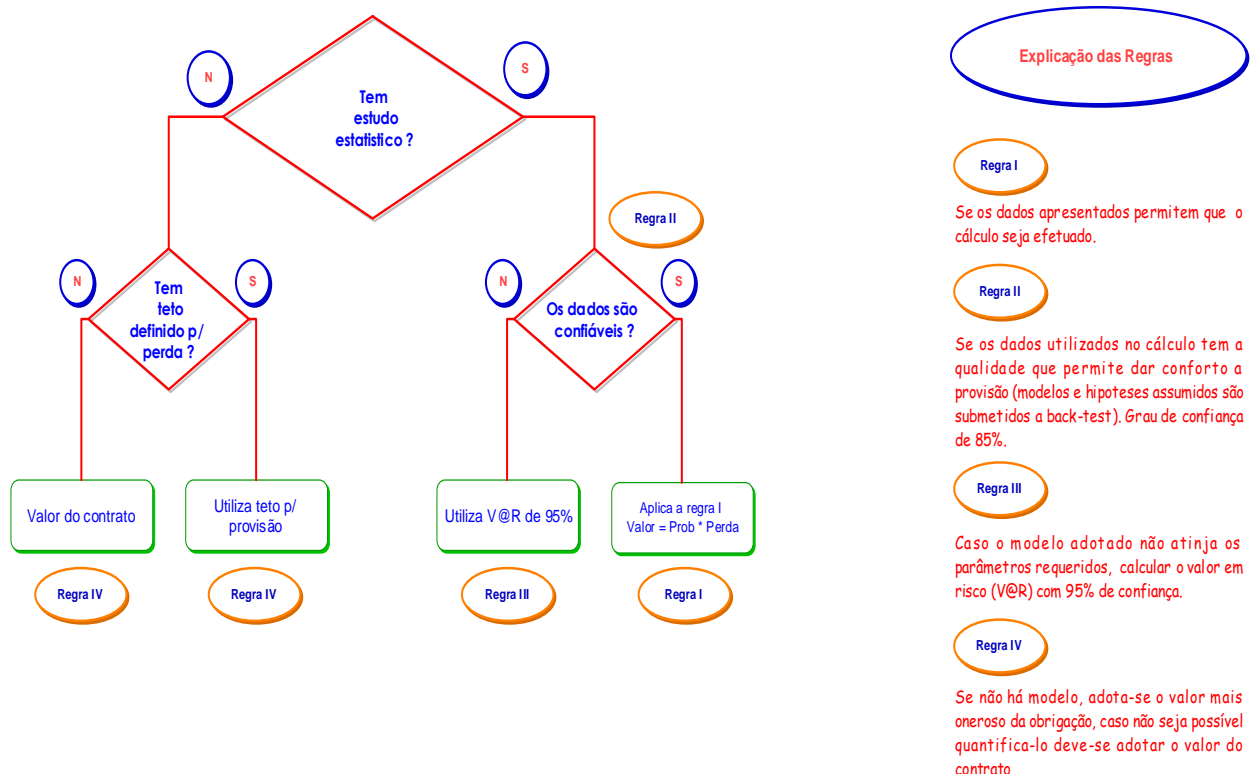 N
S
Tem
estudo
estatistico ?
Regra II
N
S
Tem
teto
definido p/
perda ?
N
S
Os dados são
confiáveis ?
Valor do contrato
Utiliza teto p/
provisão
Utiliza V@R de 95%
Aplica a regra I
Valor = Prob * Perda
Regra IV
Regra IV
Regra III
Regra I
Explicação das Regras
Regra I
Se os dados apresentados permitem que o
cálculo seja efetuado.
Regra II
Se os dados utilizados no cálculo tem a
qualidade que permite dar conforto a
provisão (modelos e hipoteses assumidos são
submetidos a back-test). Grau de confiança
de 85%.
Regra III
Caso o modelo adotado não atinja os
parâmetros requeridos, calcular o valor em
risco (V@R) com 95% de confiança.
Regra IV
Se não há modelo, adota-se o valor mais
oneroso da obrigação, caso não seja possível
quantifica-lo deve-se adotar o valor do
contrato